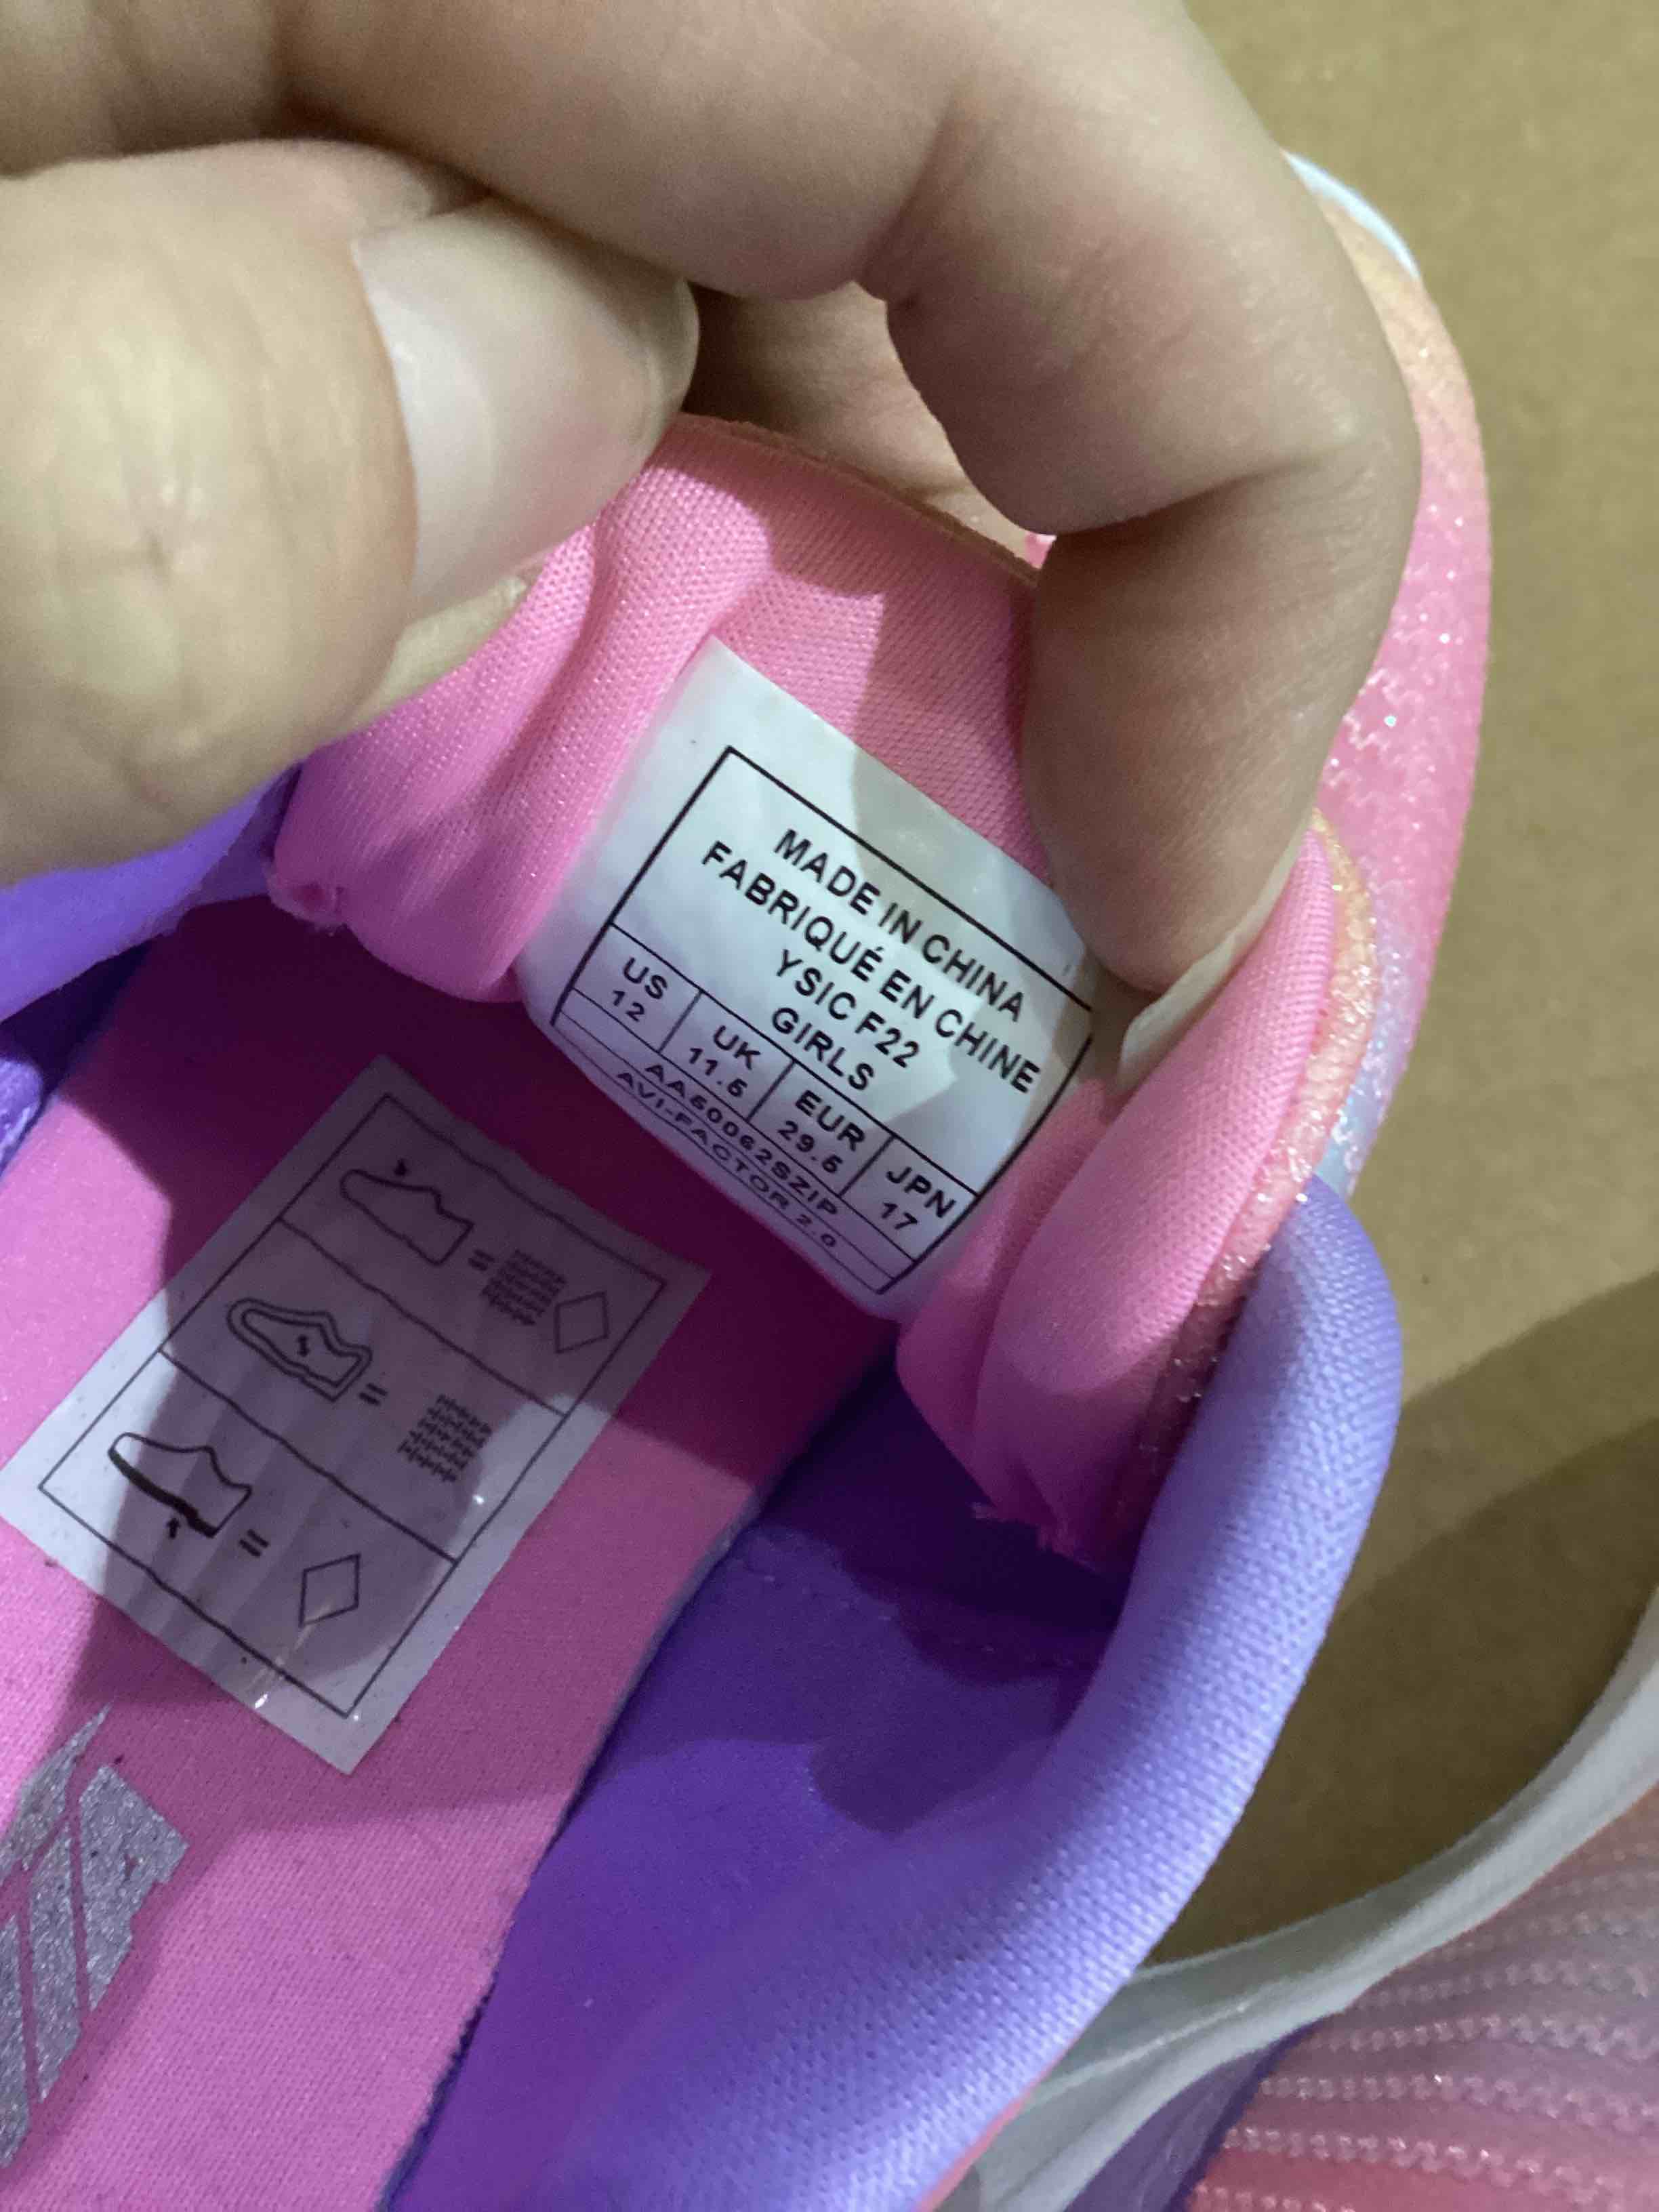 MADE IN CHINA
FABRIQUÉ EN CHINE
YSIC F22
GIRLS
US UK EUR JPN
12 11.5 29.5 17
AA50062SZIP
AVI-FACTOR 2.0
=
=
=